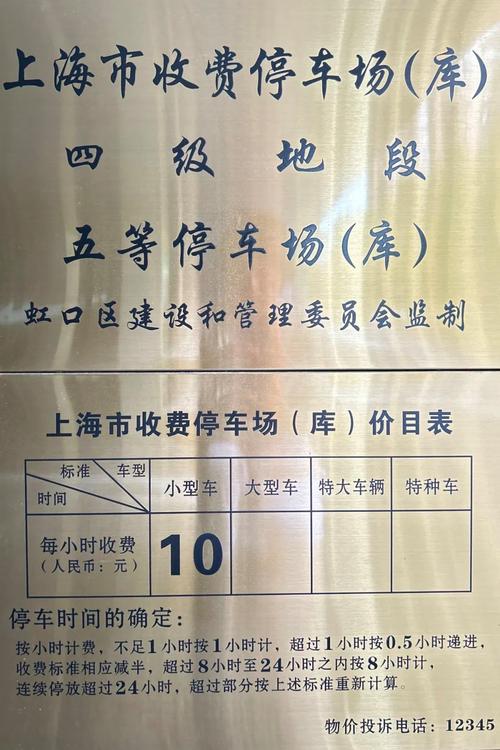 上海市收费停车场(库)
四级地段
五等停车场(库)
虹口区建设和管理委员会监制
上海市收费停车场(库)价目表
标准 车型
时间
小型车 大型车 特大车辆 特种车
每小时收费
(人民币:元)
10
停车时间的确定:
按小时计费,不足1小时按1小时计,超过1小时按0.5小时递进,
收费标准相应减半,超过8小时至24小时之内按8小时计,
连续停放超过24小时,超过部分按上述标准重新计算。
物价投诉电话:12345